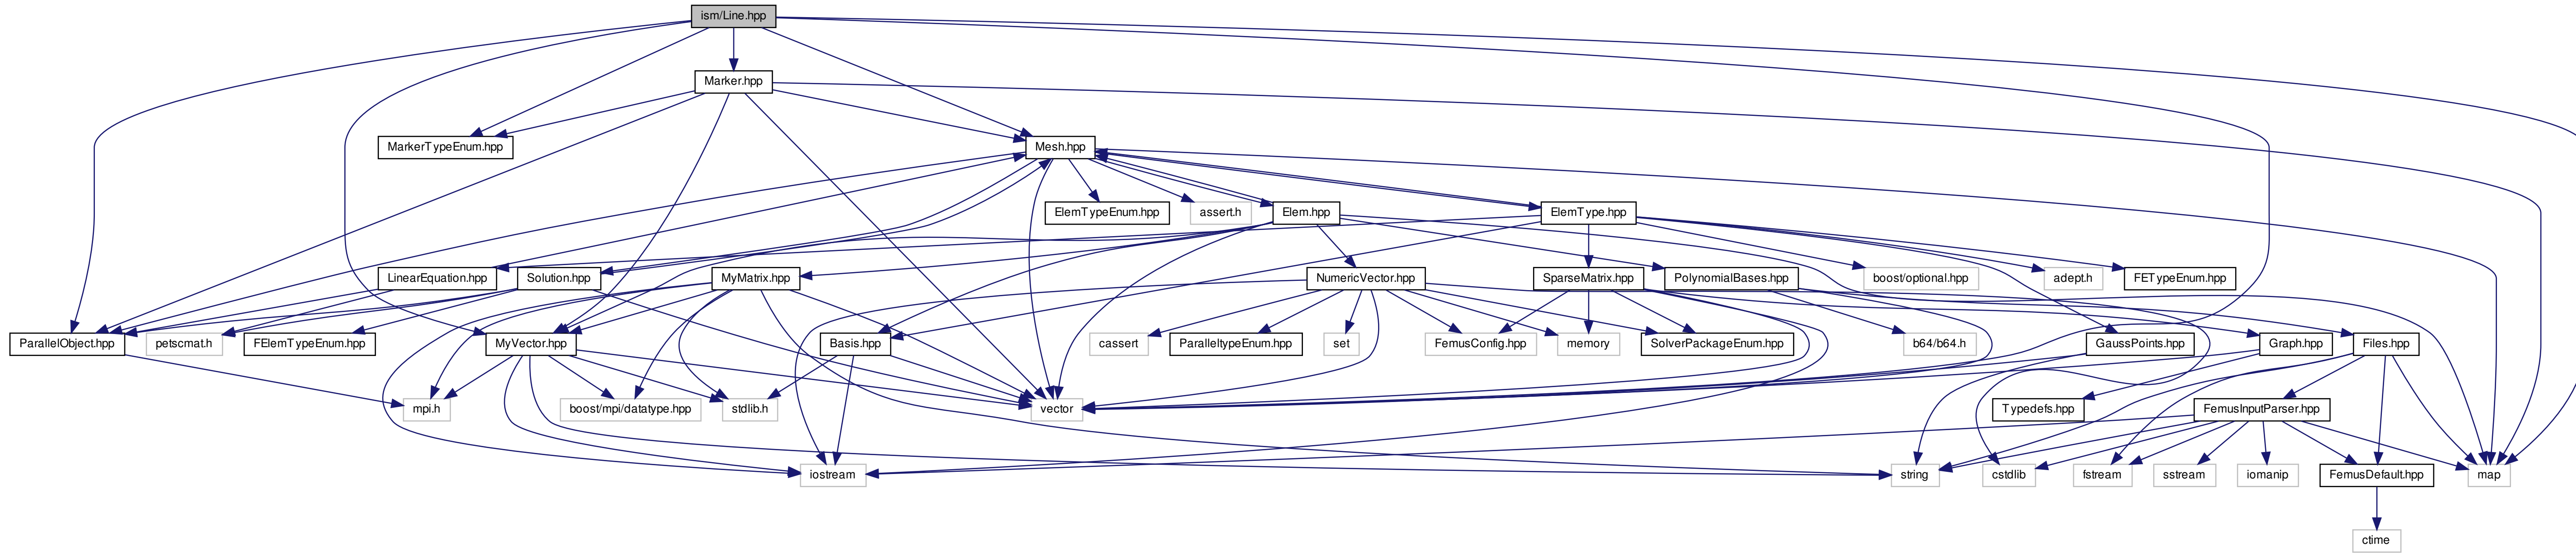 ism/Line.hpp
Marker.hpp
MarkerTypeEnum.hpp
Mesh.hpp
ElemTypeEnum.hpp
assert.h
Elem.hpp
ElemType.hpp
LinearEquation.hpp
Solution.hpp
MyMatrix.hpp
NumericVector.hpp
SparseMatrix.hpp
PolynomialBases.hpp
boost/optional.hpp
adept.h
FETypeEnum.hpp
ParallelObject.hpp
petscmat.h
FElemTypeEnum.hpp
MyVector.hpp
Basis.hpp
cassert
ParalleltypeEnum.hpp
set
FemusConfig.hpp
memory
SolverPackageEnum.hpp
b64/b64.h
GaussPoints.hpp
Graph.hpp
Files.hpp
mpi.h
boost/mpi/datatype.hpp
stdlib.h
vector
Typedefs.hpp
FemusInputParser.hpp
iostream
string
cstdlib
fstream
sstream
iomanip
FemusDefault.hpp
map
ctime